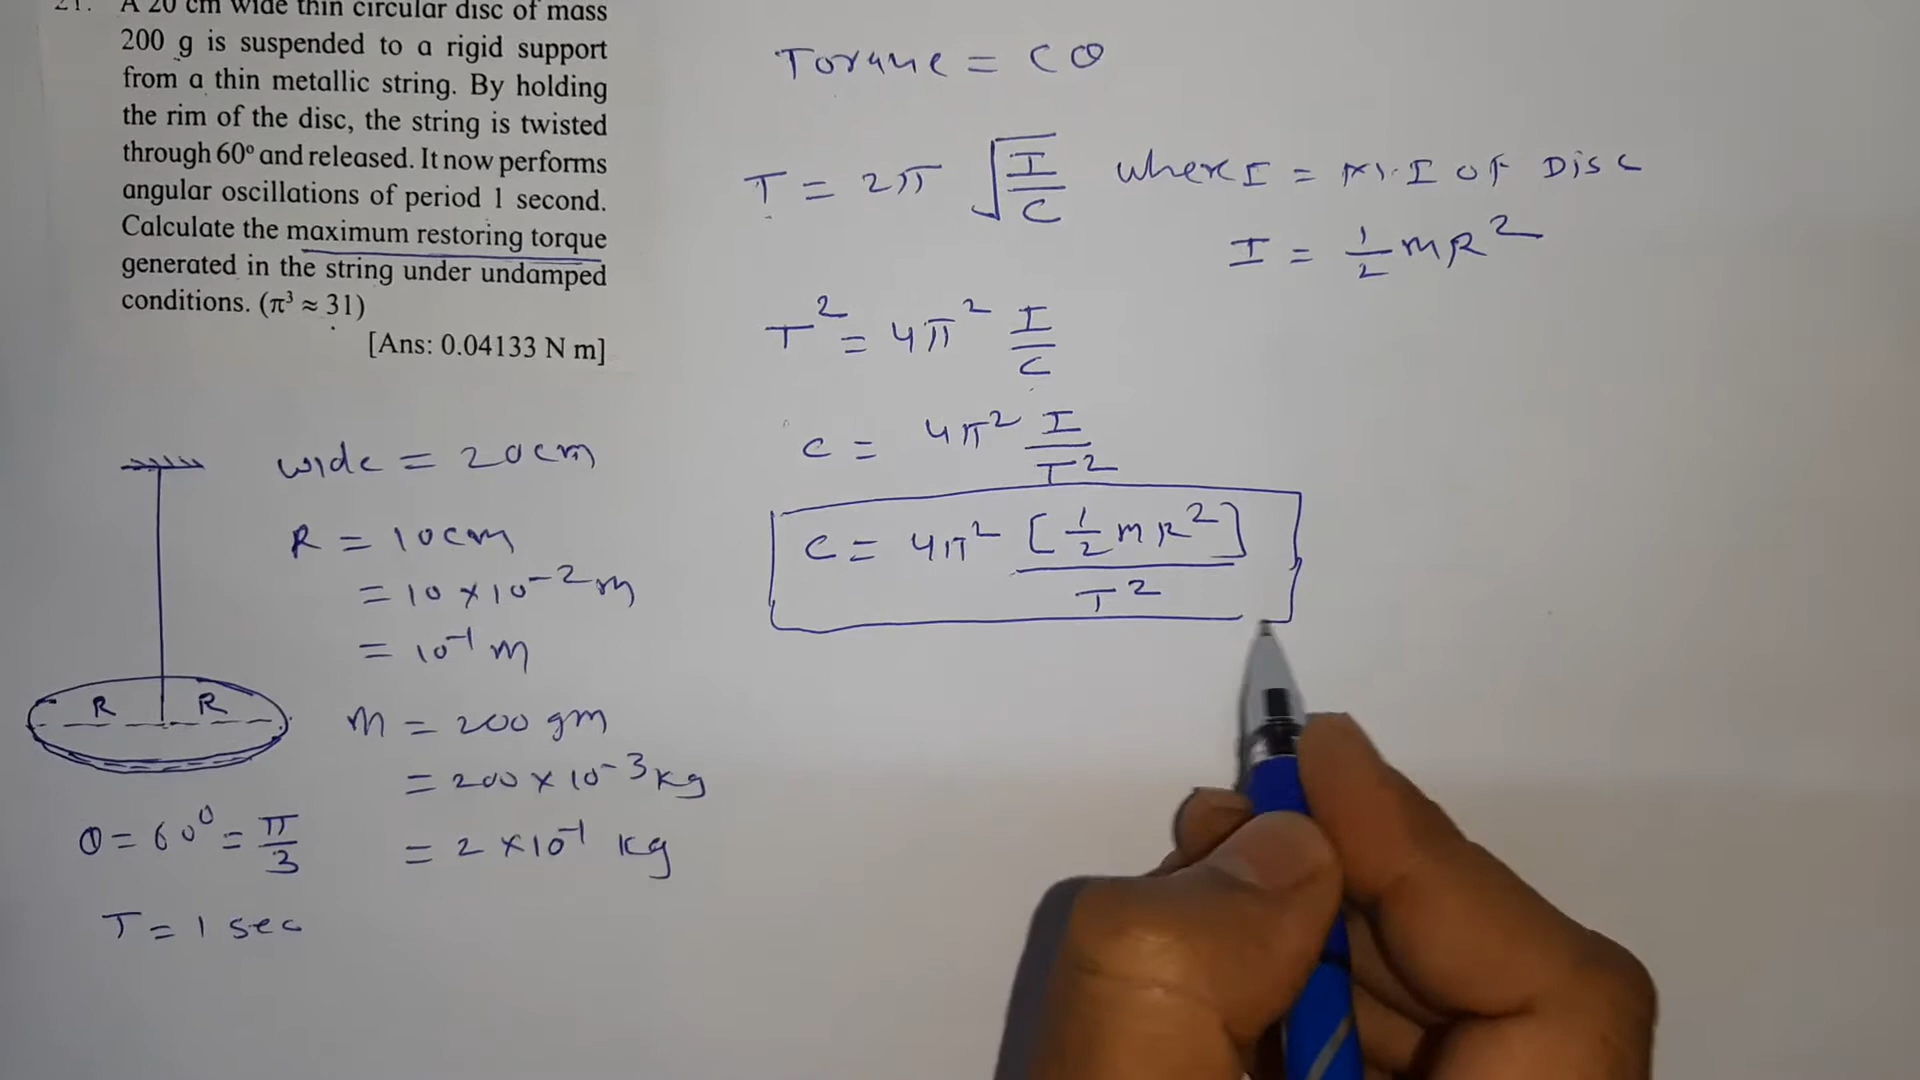 21. A 20 cm wide thin circular disc of mass
200 g is suspended to a rigid support
from a thin metallic string. By holding
the rim of the disc, the string is twisted
through 60° and released. It now performs
angular oscillations of period 1 second.
Calculate the maximum restoring torque
generated in the string under undamped
conditions. (π³ ≈ 31)
[Ans: 0.04133 N m]
wide = 20cm
R = 10cm
= 10 × 10⁻² m
= 10⁻¹ m
R R
m = 200 gm
= 200 × 10⁻³ kg
= 2 × 10⁻¹ kg
θ = 60⁰ = π/3
T = 1 sec
Torque = Cθ
T = 2π √(I/C) where I = M.I of Disc
I = 1/2 mR²
T² = 4π² I/C
C = 4π² I/T²
C = 4π² [1/2 mR²]/T²